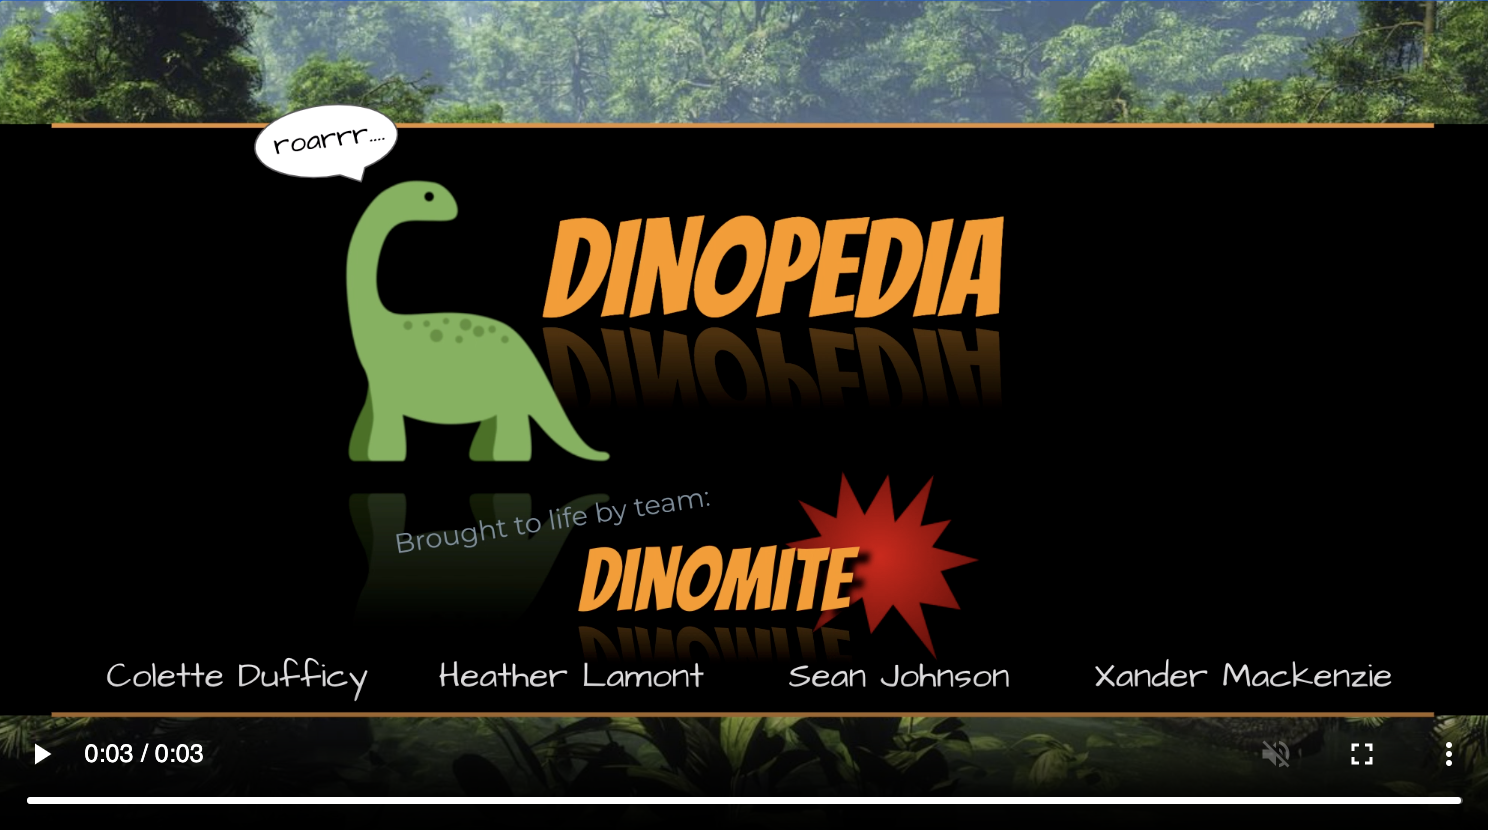 roarrr....
DINOPEDIA
Brought to life by team:
DINOMITE
Colette Dufficy Heather Lamont Sean Johnson Xander Mackenzie
0:03 / 0:03